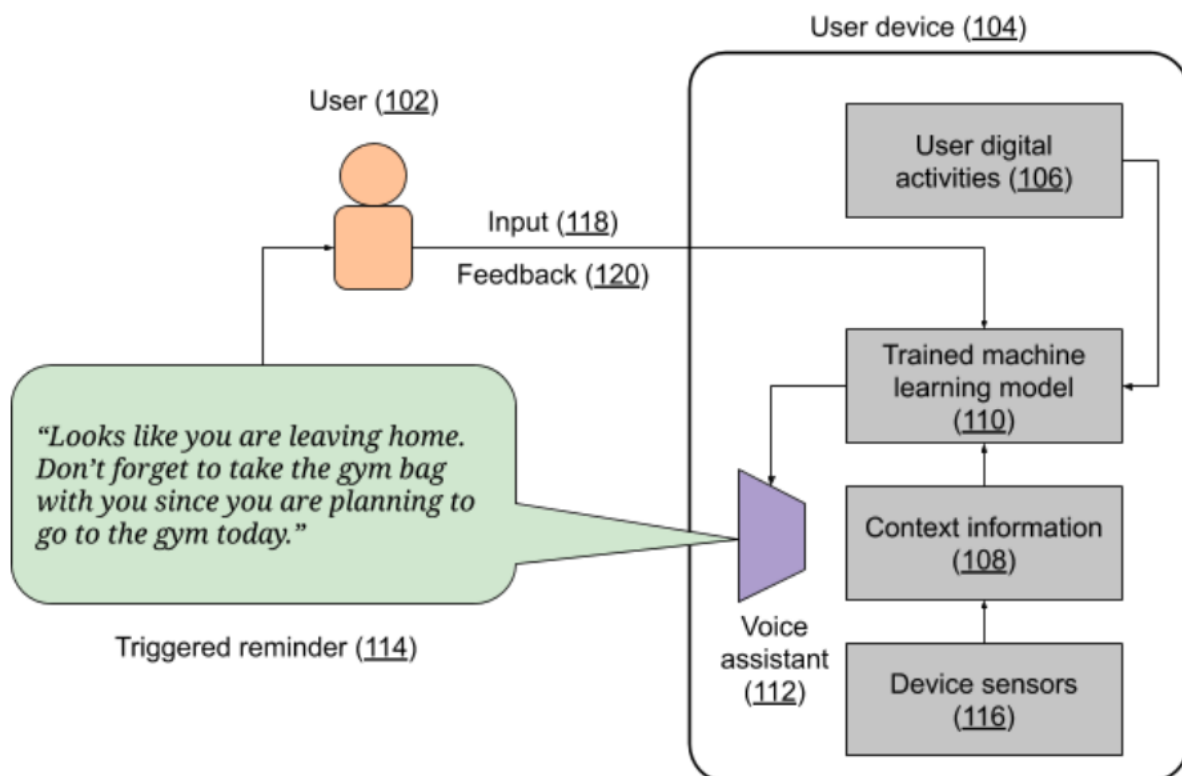 User device (104)
User (102)
User digital
activities (106)
Input (118)
Feedback (120)
Trained machine
learning model
(110)
“Looks like you are leaving home.
Don’t forget to take the gym bag
with you since you are planning to
go to the gym today.”
Context information
(108)
Voice
assistant
(112)
Triggered reminder (114)
Device sensors
(116)